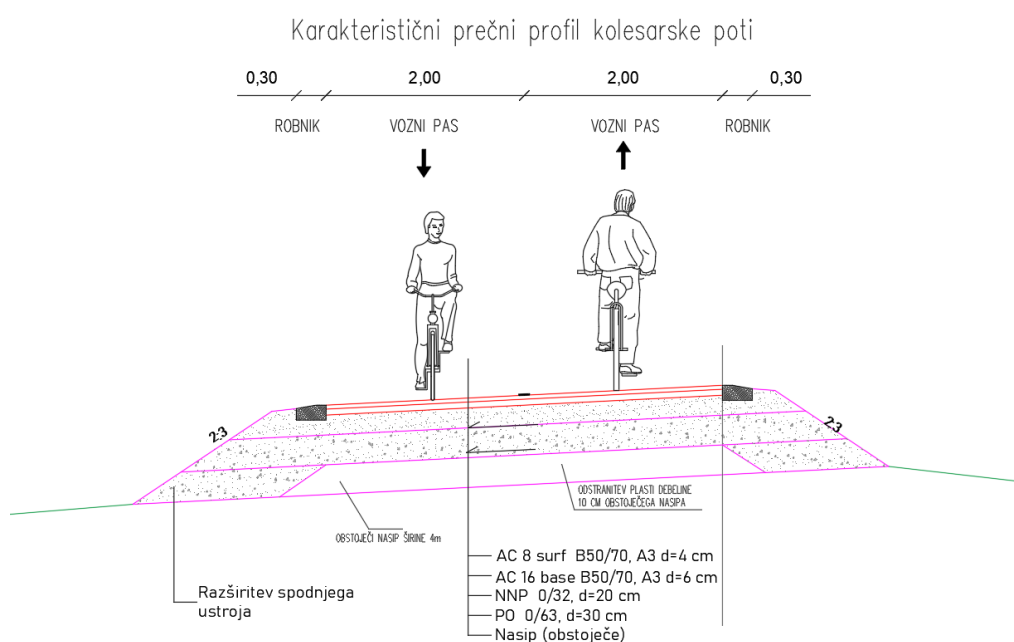 Karakteristični prečni profil kolesarske poti
0,30 2,00 2,00 0,30
ROBNIK VOZNI PAS VOZNI PAS ROBNIK
2:3 2:3
ODSTRANITEV PLASTI DEBELINE
10 CM OBSTOJEČEGA NASIPA
OBSTOJEČI NASIP ŠIRINE 4m
AC 8 surf B50/70, A3 d=4 cm
AC 16 base B50/70, A3 d=6 cm
NNP 0/32, d=20 cm
PO 0/63, d=30 cm
Nasip (obstoječe)
Razširitev spodnjega
ustroja